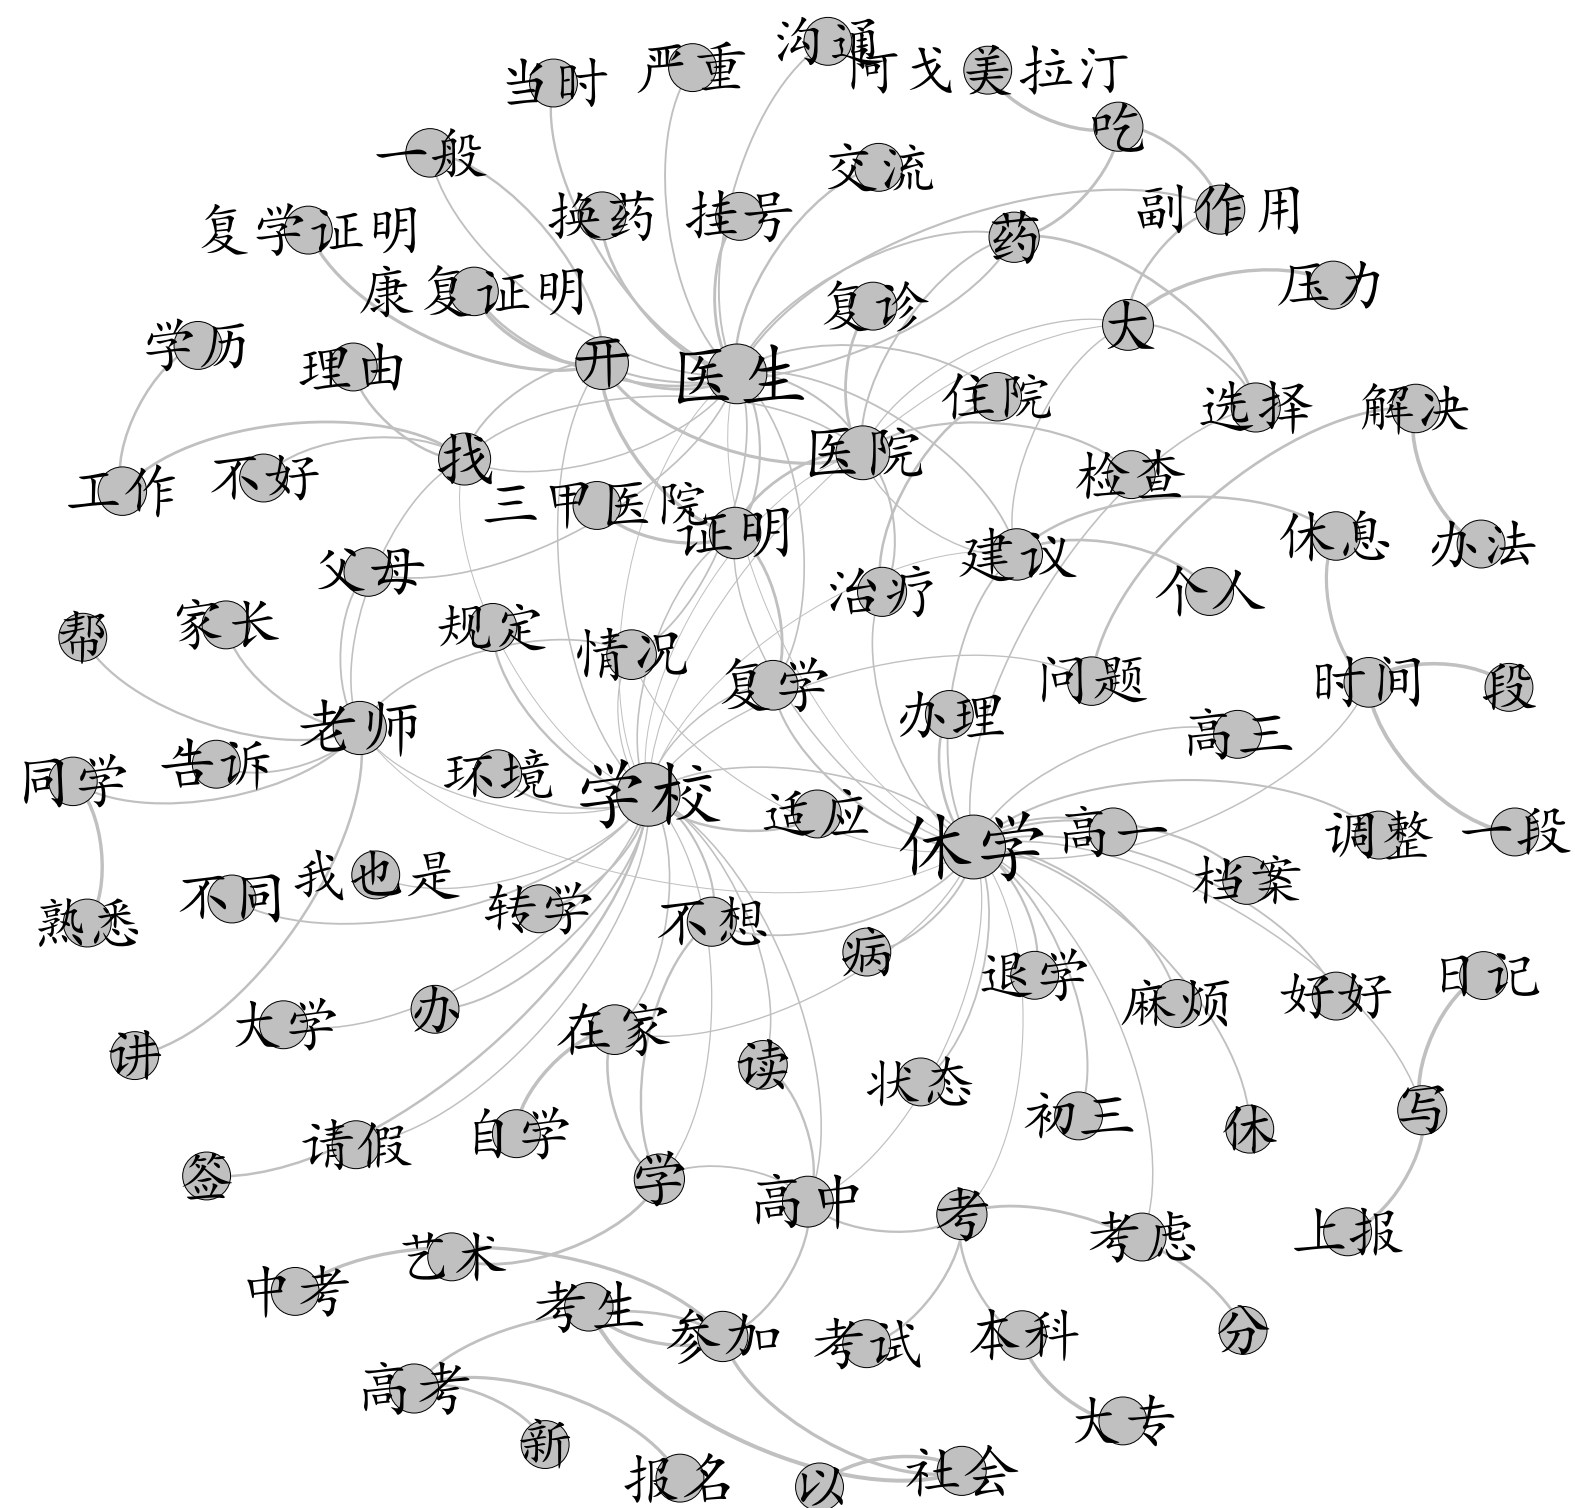 沟通
当时
严重
阿戈美拉汀
吃
一般
交流
换药
挂号
副作用
复学证明
药
康复证明
复诊
压力
大
学历
理由
开
医生
住院
选择
解决
找
医院
检查
工作
不好
三甲医院
证明
休息
办法
建议
父母
治疗
个人
帮
家长
规定
情况
复学
问题
时间
段
办理
老师
高三
同学
告诉
环境
学校
适应
休学
高一
调整
一段
我也是
档案
不同
熟悉
转学
不想
病
退学
麻烦
好好
日记
大学
办
在家
讲
读
状态
初三
休
写
签
请假
自学
学
高中
考
考虑
上报
中考
艺术
考生
参加
考试
本科
分
高考
大专
新
报名
以
社会